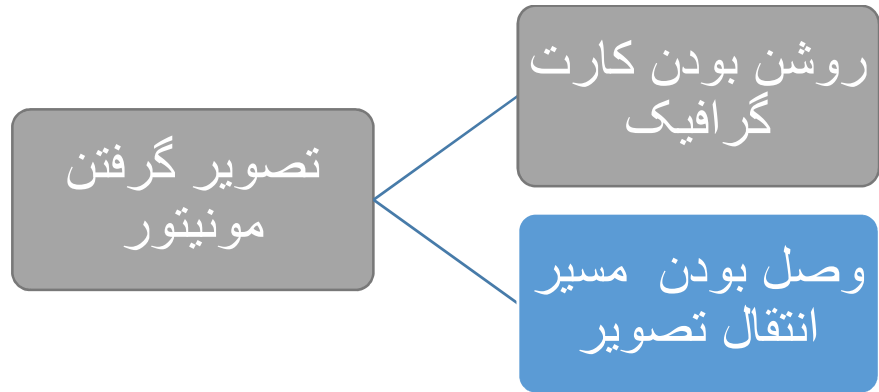 روشن بودن کارت
گرافیک
تصویر گرفتن
مونیتور
وصل بودن مسیر
انتقال تصویر